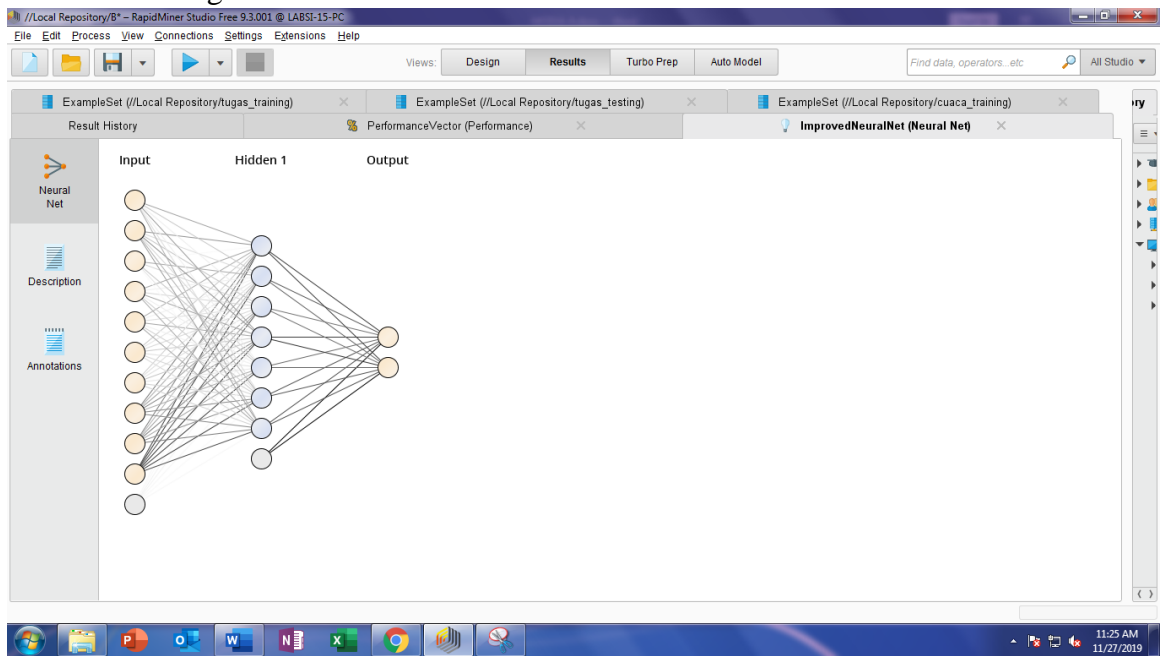 //Local Repository/B* – RapidMiner Studio Free 9.3.001 @ LABSI-15-PC
File Edit Process View Connections Settings Extensions Help
Views: Design Results Turbo Prep Auto Model Find data, operators...etc All Studio
ExampleSet (//Local Repository/tugas_training) ExampleSet (//Local Repository/tugas_testing) ExampleSet (//Local Repository/cuaca_training) ry
Result History PerformanceVector (Performance) ImprovedNeuralNet (Neural Net)
Input Hidden 1 Output
Neural
Net
Description
Annotations
11:25 AM
11/27/2019